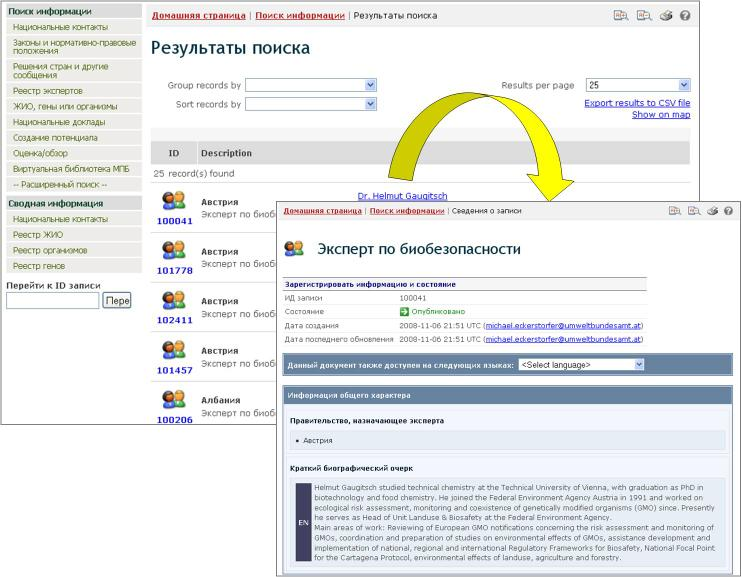 Поиск информации
Национальные контакты
Законы и нормативно-правовые
положения
Решения стран и другие
сообщения
Реестр экспертов
ЖИО, гены или организмы
Национальные доклады
Создание потенциала
Оценка/обзор
Виртуальная библиотека МПБ
-- Расширенный поиск --
Сводная информация
Национальные контакты
Реестр ЖИО
Реестр организмов
Реестр генов
Перейти к ID записи
Пере
Домашняя страница | Поиск информации | Результаты поиска
Результаты поиска
Group records by
Results per page 25
Sort records by
Export results to CSV file
Show on map
ID Description
25 record(s) found
Австрия Dr. Helmut Gaugitsch
100041 Эксперт по биоб
Австрия
101778 Эксперт по биоб
Австрия
102411 Эксперт по биоб
Австрия
101457 Эксперт по биоб
Албания
100206 Эксперт по биоб
Домашняя страница | Поиск информации | Сведения о записи
Эксперт по биобезопасности
Зарегистрировать информацию и состояние
ИД записи 100041
Состояние Опубликовано
Дата создания 2008-11-06 21:51 UTC (michael.eckerstorfer@umweltbundesamt.at)
Дата последнего обновления 2008-11-06 21:51 UTC (michael.eckerstorfer@umweltbundesamt.at)
Данный документ также доступен на следующих языках: <Select language>
Информация общего характера
Правительство, назначающее эксперта
• Австрия
Краткий биографический очерк
EN
Helmut Gaugitsch studied technical chemistry at the Technical University of Vienna, with graduation as PhD in
biotechnology and food chemistry. He joined the Federal Environment Agency Austria in 1991 and worked on
ecological risk assessment, monitoring and coexistence of genetically modified organisms (GMO) since. Presently
he serves as Head of Unit Landuse & Biosafety at the Federal Environment Agency.
Main areas of work: Reviewing of European GMO notifications concerning the risk assessment and monitoring of
GMOs, coordination and preparation of studies on environmental effects of GMOs, assistance development and
implementation of national, regional and international Regulatory Frameworks for Biosafety, National Focal Point
for the Cartagena Protocol, environmental effects of landuse, agriculture and forestry.